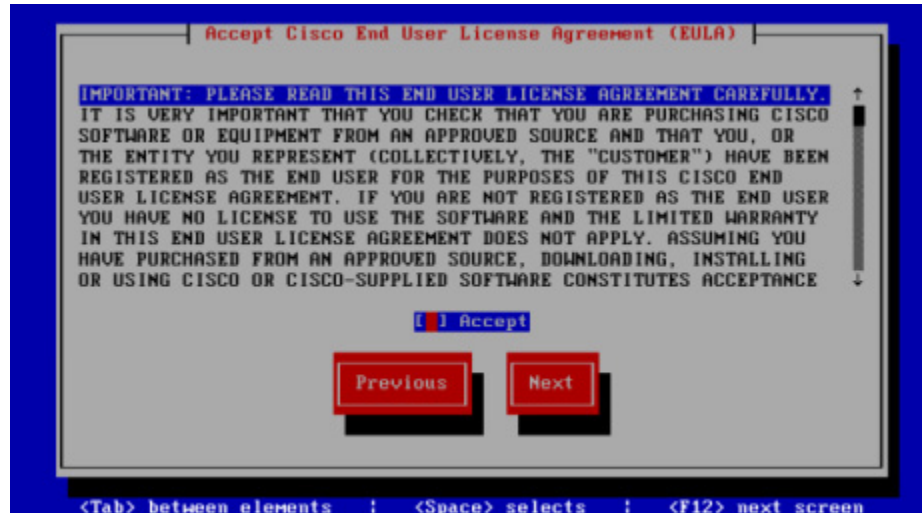 Accept Cisco End User License Agreement (EULA)
IMPORTANT: PLEASE READ THIS END USER LICENSE AGREEMENT CAREFULLY.
IT IS VERY IMPORTANT THAT YOU CHECK THAT YOU ARE PURCHASING CISCO
SOFTWARE OR EQUIPMENT FROM AN APPROVED SOURCE AND THAT YOU, OR
THE ENTITY YOU REPRESENT (COLLECTIVELY, THE "CUSTOMER") HAVE BEEN
REGISTERED AS THE END USER FOR THE PURPOSES OF THIS CISCO END
USER LICENSE AGREEMENT. IF YOU ARE NOT REGISTERED AS THE END USER
YOU HAVE NO LICENSE TO USE THE SOFTWARE AND THE LIMITED WARRANTY
IN THIS END USER LICENSE AGREEMENT DOES NOT APPLY. ASSUMING YOU
HAVE PURCHASED FROM AN APPROVED SOURCE, DOWNLOADING, INSTALLING
OR USING CISCO OR CISCO-SUPPLIED SOFTWARE CONSTITUTES ACCEPTANCE
[ ] Accept
Previous Next
<Tab> between elements ¦ <Space> selects ¦ <F12> next screen